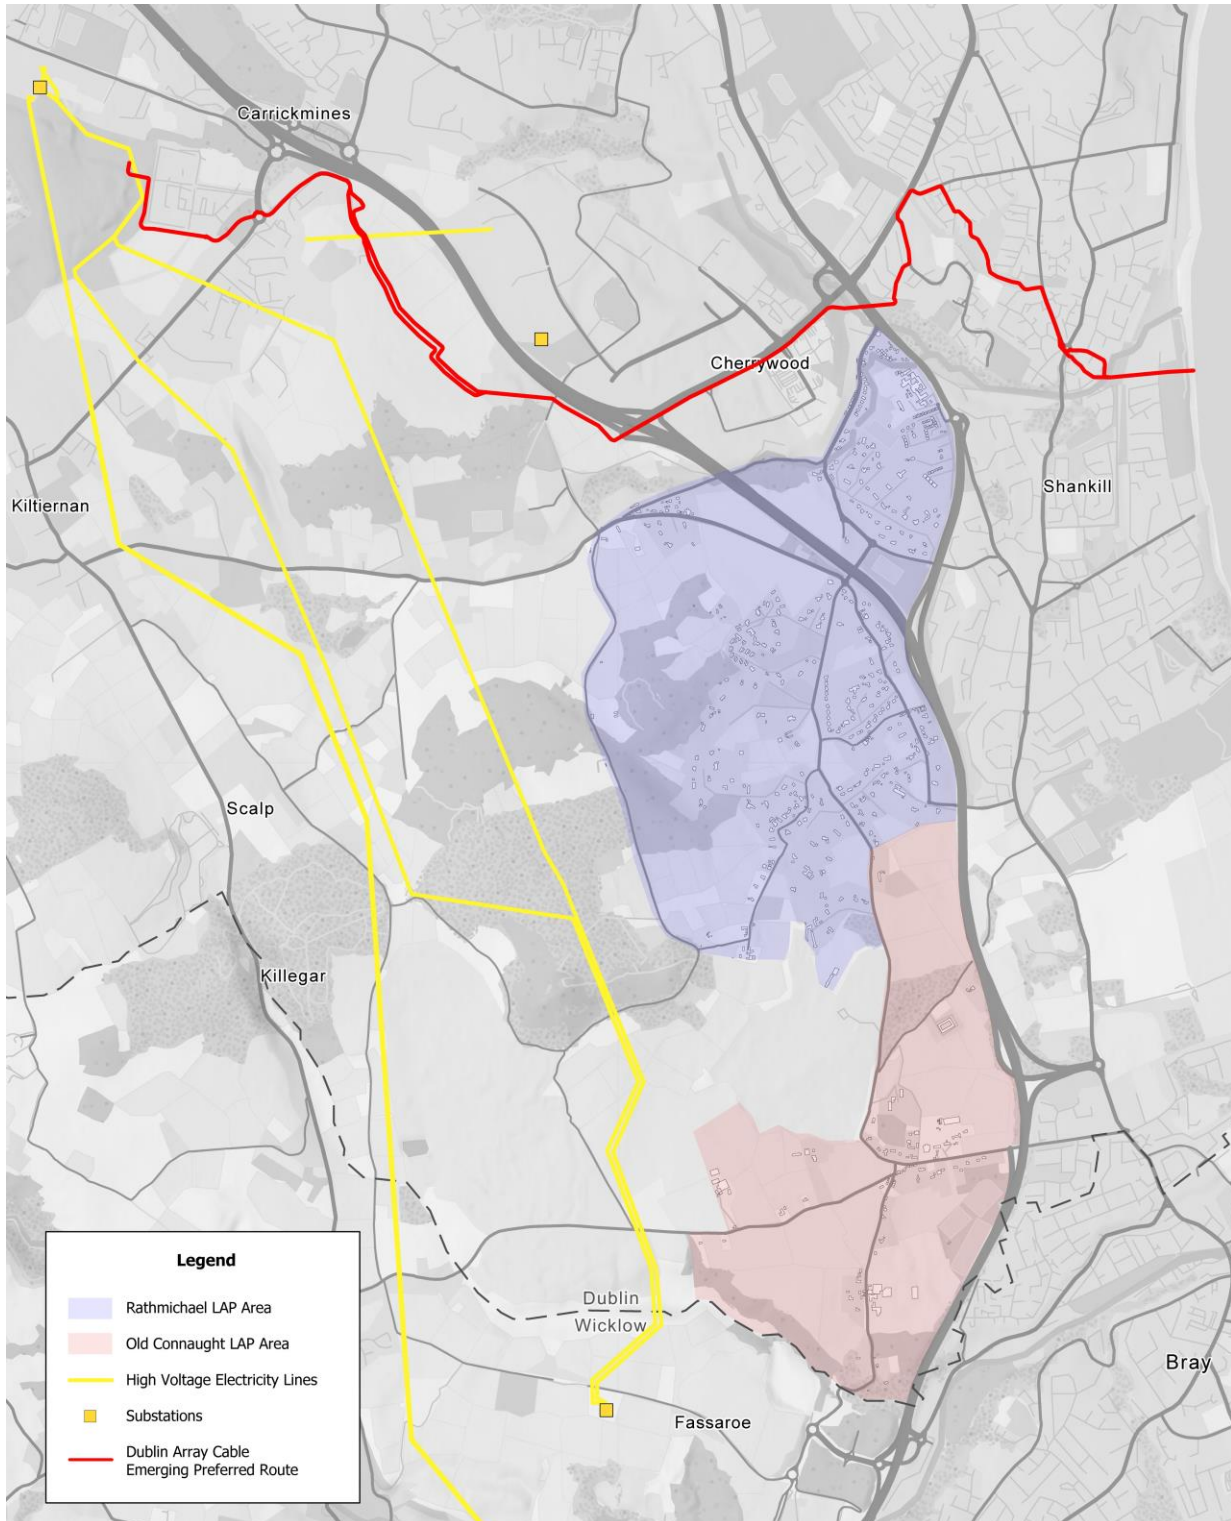 Carrickmines
Cherrywood
Kiltiernan
Shankill
Scalp
Killegar
Dublin
Wicklow
Bray
Fassaroe
Legend
Rathmichael LAP Area
Old Connaught LAP Area
High Voltage Electricity Lines
Substations
Dublin Array Cable
Emerging Preferred Route